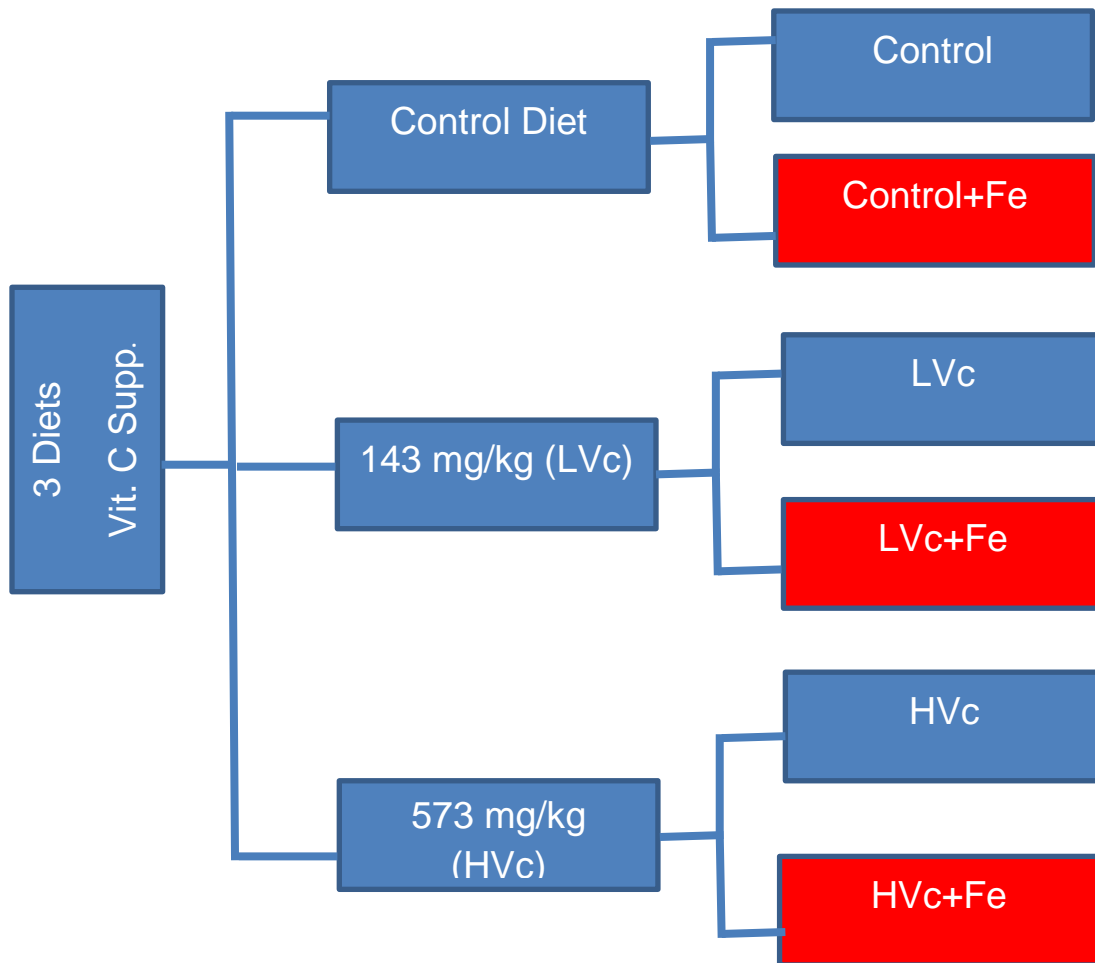 3 Diets
Vit. C Supp.
Control Diet
Control
Control+Fe
143 mg/kg (LVc)
LVc
LVc+Fe
573 mg/kg
(HVc)
HVc
HVc+Fe